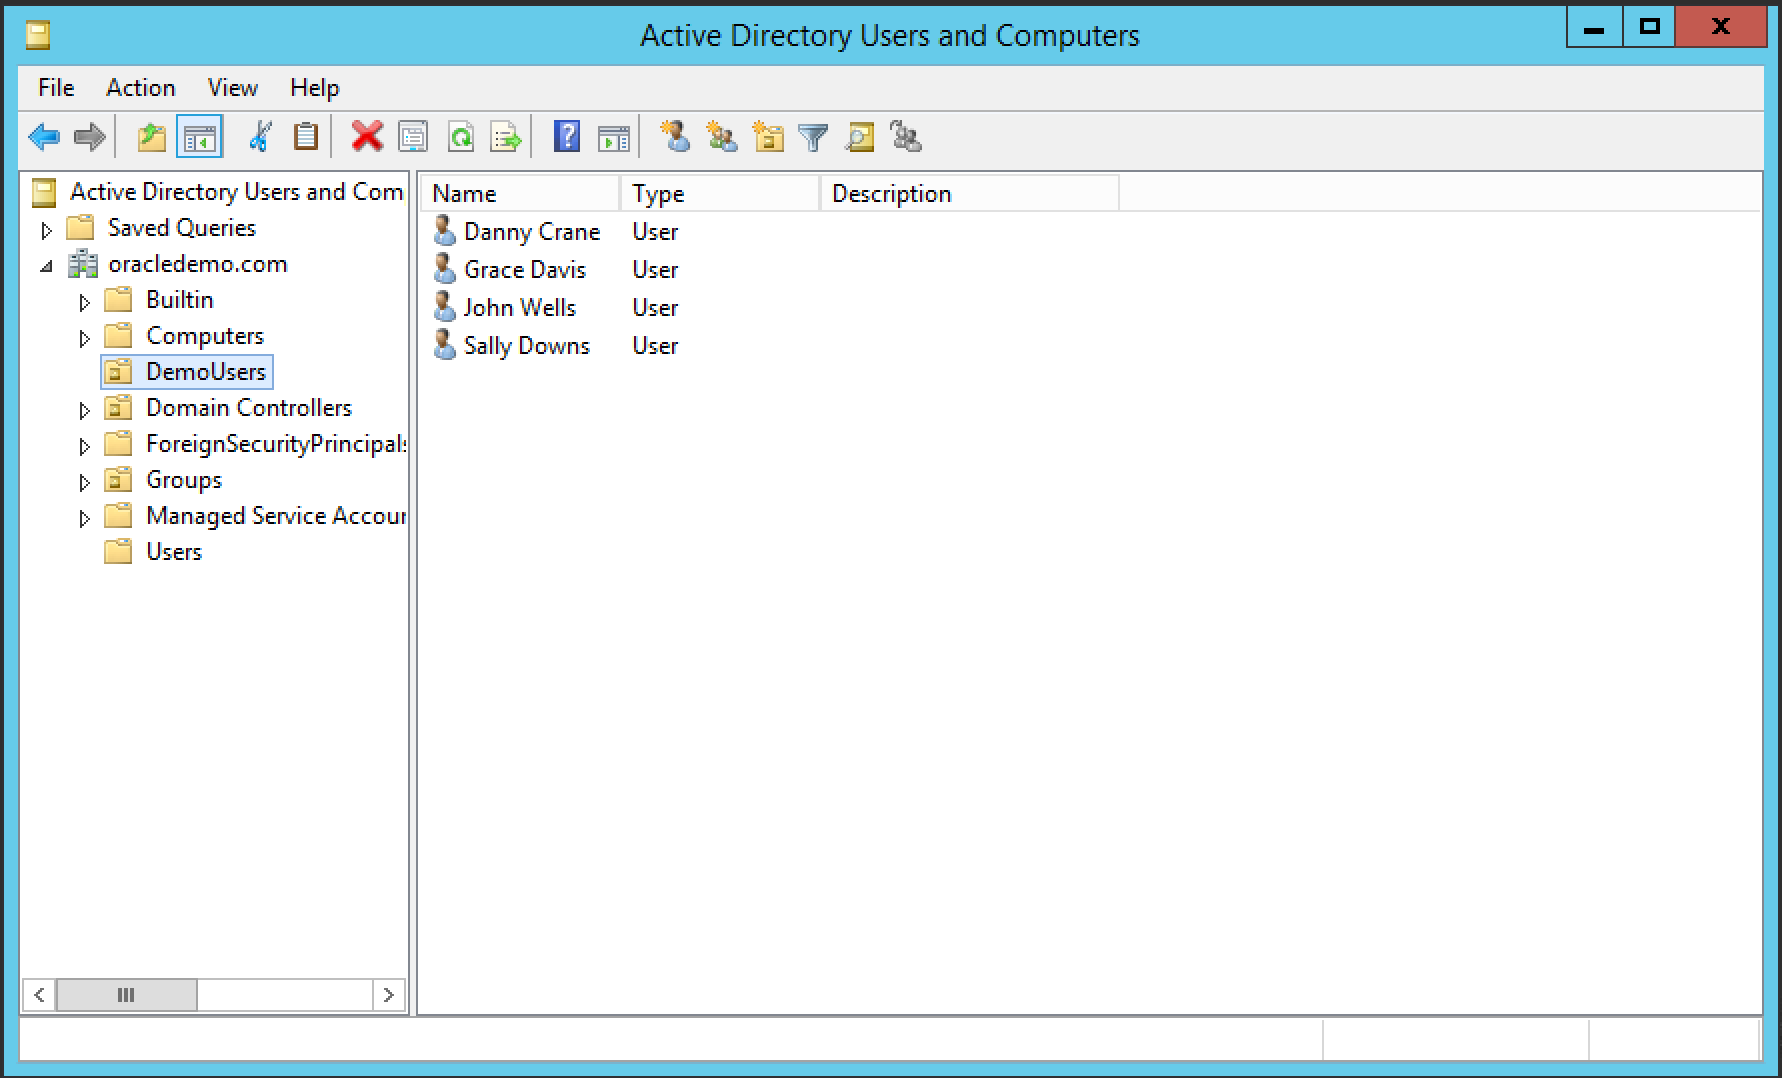 Active Directory Users and Computers
File Action View Help
Active Directory Users and Com
Saved Queries
oracledemo.com
Builtin
Computers
DemoUsers
Domain Controllers
ForeignSecurityPrincipals
Groups
Managed Service Accour
Users
Name Type Description
Danny Crane User
Grace Davis User
John Wells User
Sally Downs User